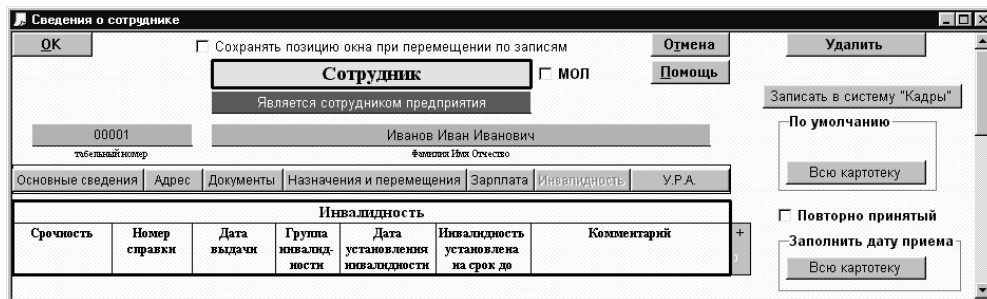 Сведения о сотруднике
OK
Сохранять позицию окна при перемещении по записям
Отмена
Удалить
Сотрудник
МОЛ
Помощь
Является сотрудником предприятия
Записать в систему "Кадры"
По умолчанию
00001
Иванов Иван Иванович
табельный номер
Фамилия Имя Отчество
Всю картотеку
Основные сведения
Адрес
Документы
Назначения и перемещения
Зарплата
Инвалидность
У.Р.А.
Инвалидность
Повторно принятый
Срочность
Номер
справки
Дата
выдачи
Группа
инвалид-
ности
Дата
установления
инвалидности
Инвалидность
установлена
на срок до
Комментарий
+
Заполнить дату приема
Всю картотеку